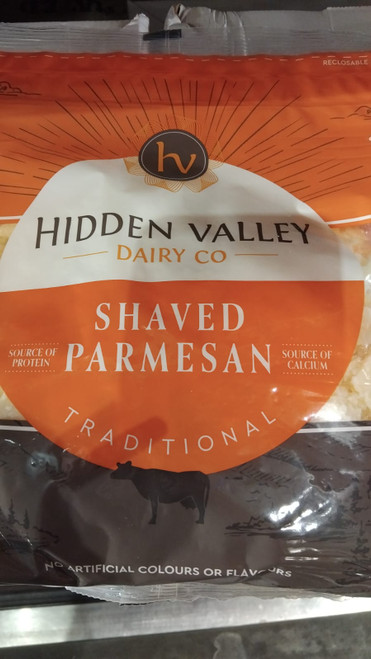 RECLOSABLE
hv
HIDDEN VALLEY
DAIRY CO
SHAVED
PARMESAN
SOURCE OF
PROTEIN
SOURCE OF
CALCIUM
TRADITIONAL
NO ARTIFICIAL COLOURS OR FLAVOURS